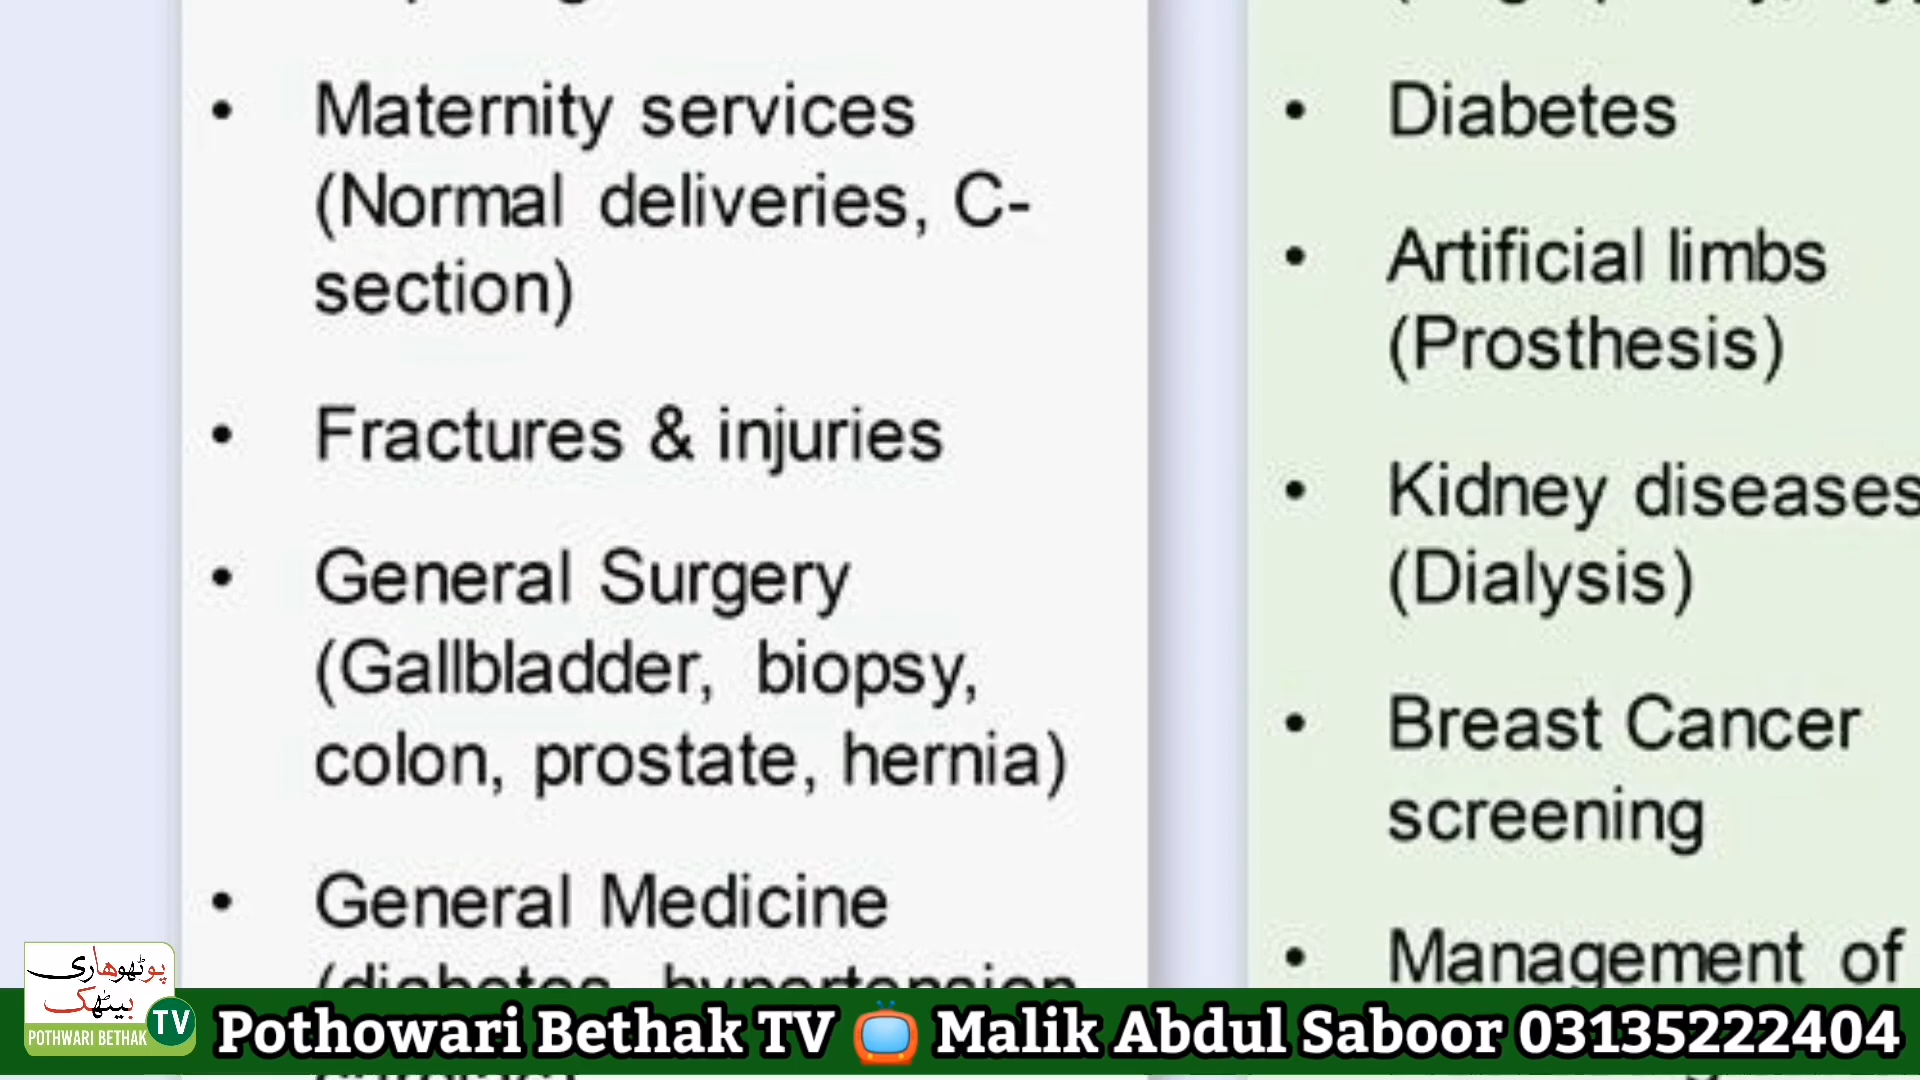 • Maternity services
(Normal deliveries, C-
section)
• Fractures & injuries
• General Surgery
(Gallbladder, biopsy,
colon, prostate, hernia)
• General Medicine
(diabetes, hypertension
• Diabetes
• Artificial limbs
(Prosthesis)
• Kidney diseases
(Dialysis)
• Breast Cancer
screening
• Management of
پوٹھوہاری
بیٹھک
POTHWARI BETHAK
TV
Pothowari Bethak TV Malik Abdul Saboor 03135222404